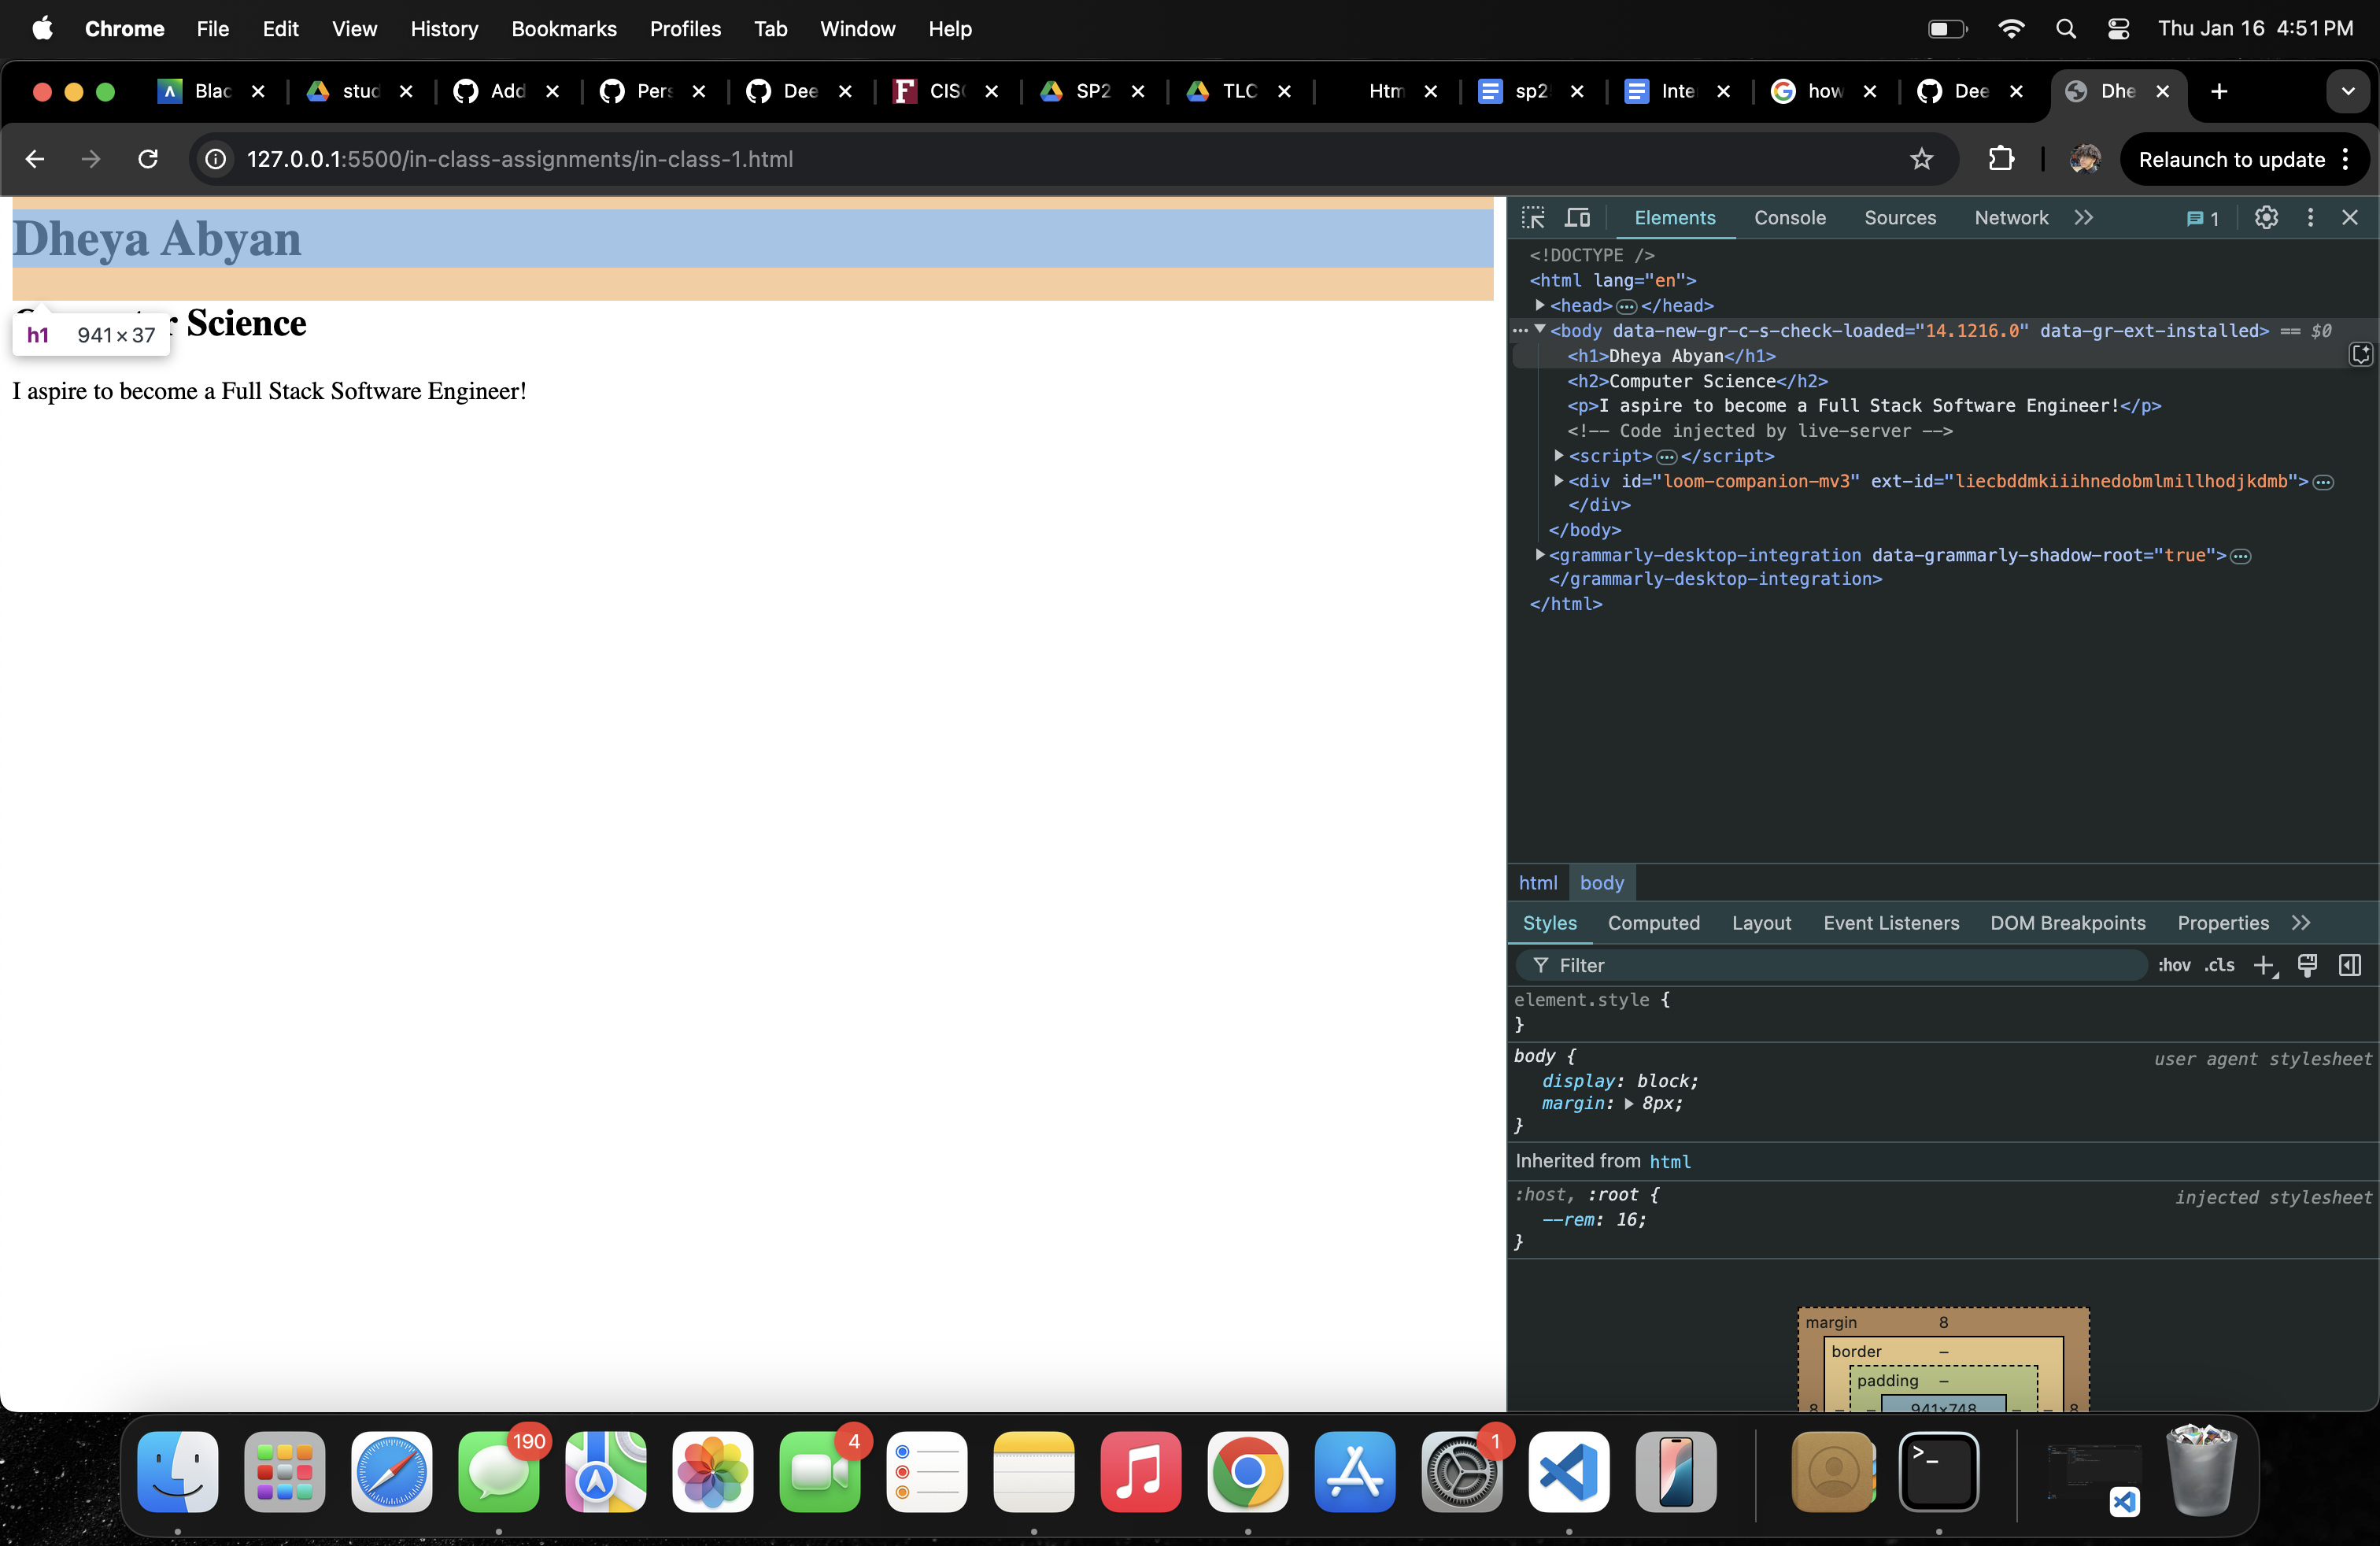 Chrome File Edit View History Bookmarks Profiles Tab Window Help Thu Jan 16 4:51 PM
Blac stud Add Pers Dee CIS SP2 TLC Htm sp2 Inte how Dee Dhe
127.0.0.1:5500/in-class-assignments/in-class-1.html Relaunch to update
Dheya Abyan
r Science
h1 941×37
I aspire to become a Full Stack Software Engineer!
Elements Console Sources Network 1
<!DOCTYPE />
<html lang="en">
<head>…</head>
<body data-new-gr-c-s-check-loaded="14.1216.0" data-gr-ext-installed> == $0
<h1>Dheya Abyan</h1>
<h2>Computer Science</h2>
<p>I aspire to become a Full Stack Software Engineer!</p>
<!-- Code injected by live-server -->
<script>…</script>
<div id="loom-companion-mv3" ext-id="liecbddmkiiihnedobmlmillhodjkdmb">…
</div>
</body>
<grammarly-desktop-integration data-grammarly-shadow-root="true">…
</grammarly-desktop-integration>
</html>
html body
Styles Computed Layout Event Listeners DOM Breakpoints Properties
Filter :hov .cls
element.style {
}
body { user agent stylesheet
display: block;
margin: 8px;
}
Inherited from html
:host, :root { injected stylesheet
--rem: 16;
}
margin 8
border –
padding –
8 – – 941×748 – – 8
190 4 1